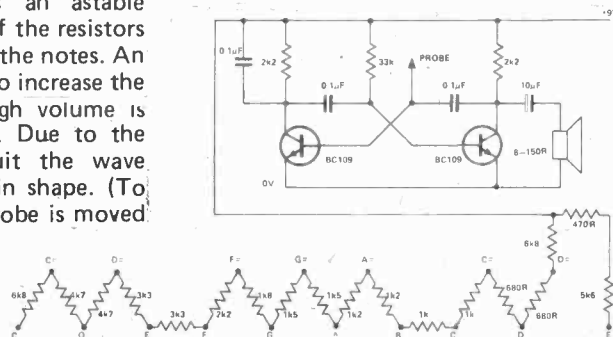 an astable
f the resistors
the notes. An
o increase the
gh volume is
. Due to the
uit the wave
in shape. (To
obe is moved
+9
0.1µF
2k2
33k
PROBE
2k2
0.1µF
0.1µF
10µF
BC109
BC109
8-150R
0V
470R
6k8
5k6
C=
D=
F=
G=
A=
C=
D=
6k8
4k7
4k7
3k3
3k3
2k2
1k8
1k5
1k5
1k2
1k2
1k
1k
680R
680R
C
D
E
F
G
A
B
C
D
E